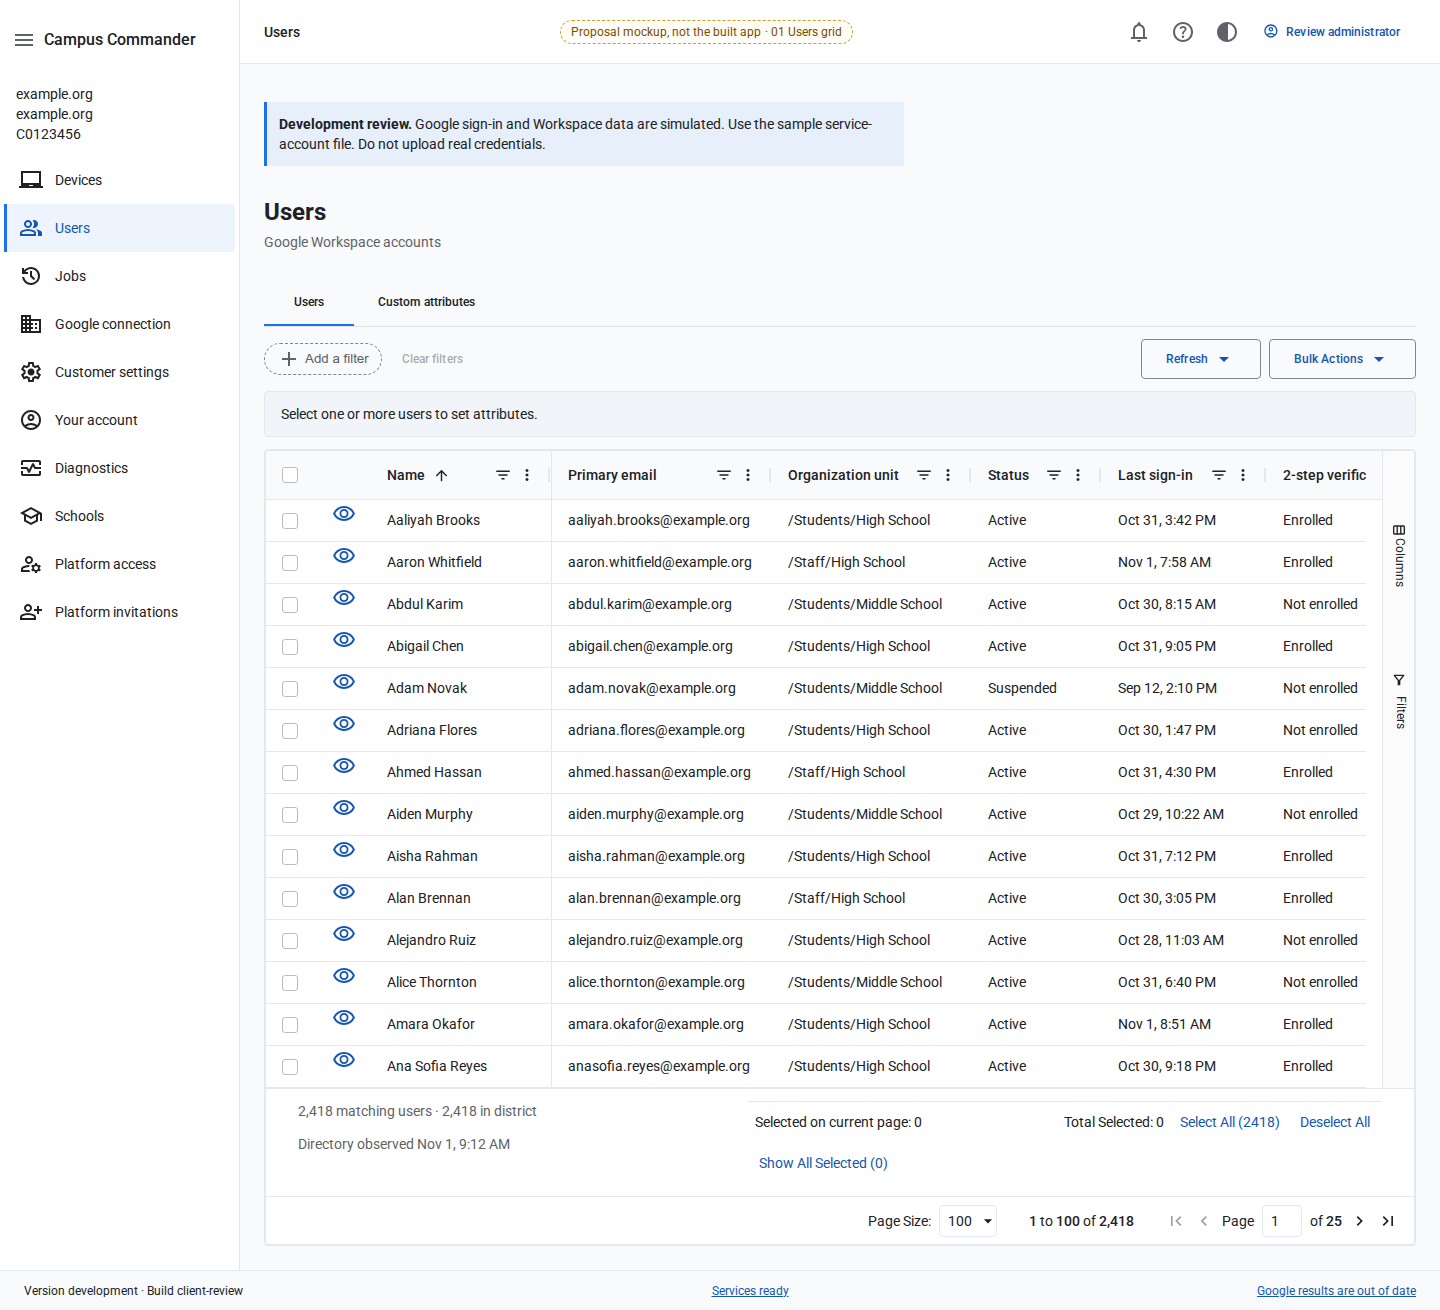 Campus Commander
Users
Proposal mockup, not the built app · 01 Users grid
Review administrator
example.org
example.org
C0123456
Devices
Users
Jobs
Google connection
Customer settings
Your account
Diagnostics
Schools
Platform access
Platform invitations
Development review. Google sign-in and Workspace data are simulated. Use the sample service-
account file. Do not upload real credentials.
Users
Google Workspace accounts
Users Custom attributes
Add a filter Clear filters Refresh Bulk Actions
Select one or more users to set attributes.
Name Primary email Organization unit Status Last sign-in 2-step verific
Aaliyah Brooks aaliyah.brooks@example.org /Students/High School Active Oct 31, 3:42 PM Enrolled
Aaron Whitfield aaron.whitfield@example.org /Staff/High School Active Nov 1, 7:58 AM Enrolled
Abdul Karim abdul.karim@example.org /Students/Middle School Active Oct 30, 8:15 AM Not enrolled
Abigail Chen abigail.chen@example.org /Students/High School Active Oct 31, 9:05 PM Enrolled
Adam Novak adam.novak@example.org /Students/Middle School Suspended Sep 12, 2:10 PM Not enrolled
Adriana Flores adriana.flores@example.org /Students/High School Active Oct 30, 1:47 PM Not enrolled
Ahmed Hassan ahmed.hassan@example.org /Staff/High School Active Oct 31, 4:30 PM Enrolled
Aiden Murphy aiden.murphy@example.org /Students/Middle School Active Oct 29, 10:22 AM Not enrolled
Aisha Rahman aisha.rahman@example.org /Students/High School Active Oct 31, 7:12 PM Enrolled
Alan Brennan alan.brennan@example.org /Staff/High School Active Oct 30, 3:05 PM Enrolled
Alejandro Ruiz alejandro.ruiz@example.org /Students/High School Active Oct 28, 11:03 AM Not enrolled
Alice Thornton alice.thornton@example.org /Students/Middle School Active Oct 31, 6:40 PM Not enrolled
Amara Okafor amara.okafor@example.org /Students/High School Active Nov 1, 8:51 AM Enrolled
Ana Sofia Reyes anasofia.reyes@example.org /Students/High School Active Oct 30, 9:18 PM Enrolled
Columns
Filters
2,418 matching users · 2,418 in district
Directory observed Nov 1, 9:12 AM
Selected on current page: 0 Total Selected: 0 Select All (2418) Deselect All
Show All Selected (0)
Page Size: 100 1 to 100 of 2,418 Page 1 of 25
Version development · Build client-review Services ready Google results are out of date